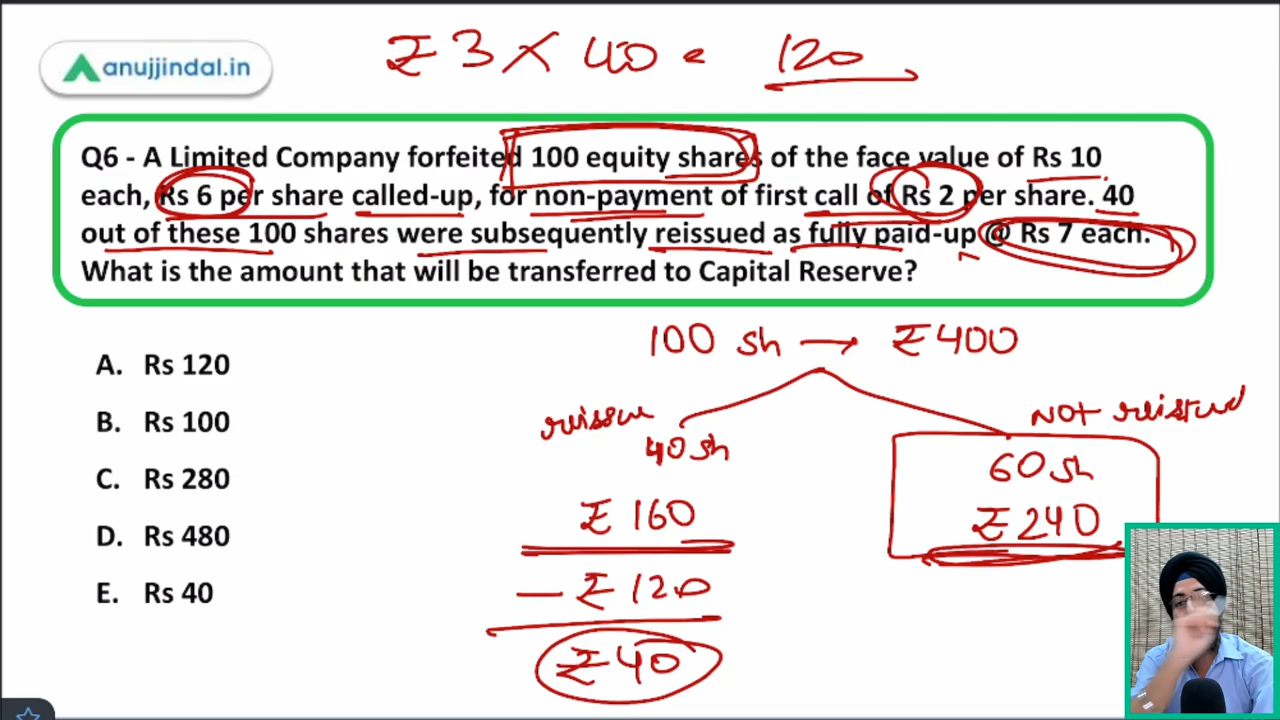 ₹3 × 40 = 120
anujjindal.in
Q6 - A Limited Company forfeited 100 equity shares of the face value of Rs 10
each, Rs 6 per share called-up, for non-payment of first call of Rs 2 per share. 40
out of these 100 shares were subsequently reissued as fully paid-up @ Rs 7 each.
What is the amount that will be transferred to Capital Reserve?
100 sh → ₹400
A. Rs 120
B. Rs 100
C. Rs 280
D. Rs 480
E. Rs 40
reissue
40 sh
₹ 160
- ₹ 120
₹ 40
NOT reissued
60 sh
₹ 240